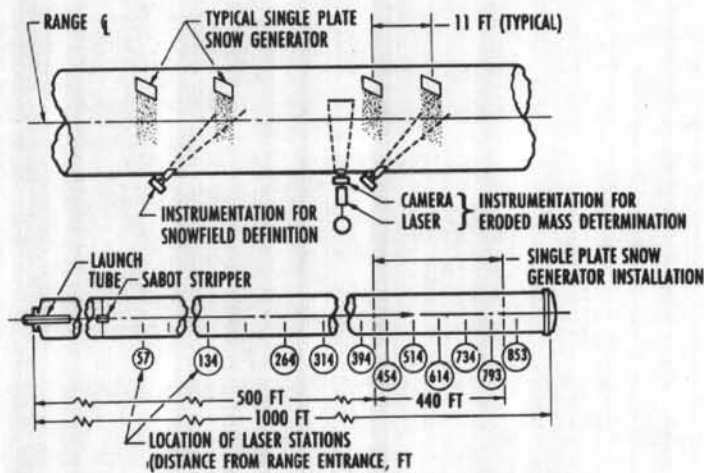 RANGE ℄
TYPICAL SINGLE PLATE
SNOW GENERATOR
11 FT (TYPICAL)
INSTRUMENTATION FOR
SNOWFIELD DEFINITION
CAMERA
LASER
INSTRUMENTATION FOR
ERODED MASS DETERMINATION
LAUNCH
TUBE
SABOT STRIPPER
SINGLE PLATE SNOW
GENERATOR INSTALLATION
57
134
264
314
394
454
514
614
734
793
853
500 FT
440 FT
1000 FT
LOCATION OF LASER STATIONS
(DISTANCE FROM RANGE ENTRANCE, FT